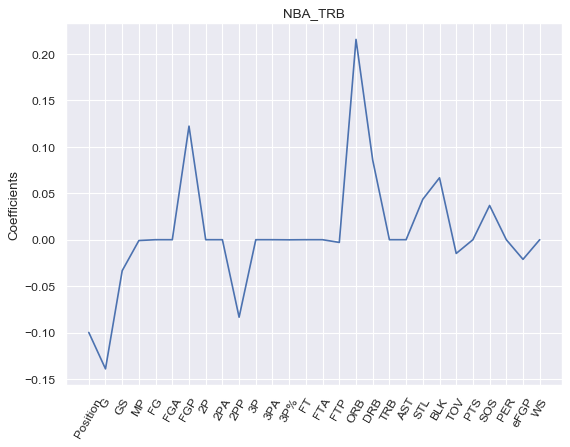 NBA_TRB
Coefficients
0.20
0.15
0.10
0.05
0.00
−0.05
−0.10
−0.15
Position
G
GS
MP
FG
FGA
FGP
2P
2PA
2PP
3P
3PA
3P%
FT
FTA
FTP
ORB
DRB
TRB
AST
STL
BLK
TOV
PTS
SOS
PER
eFGP
WS